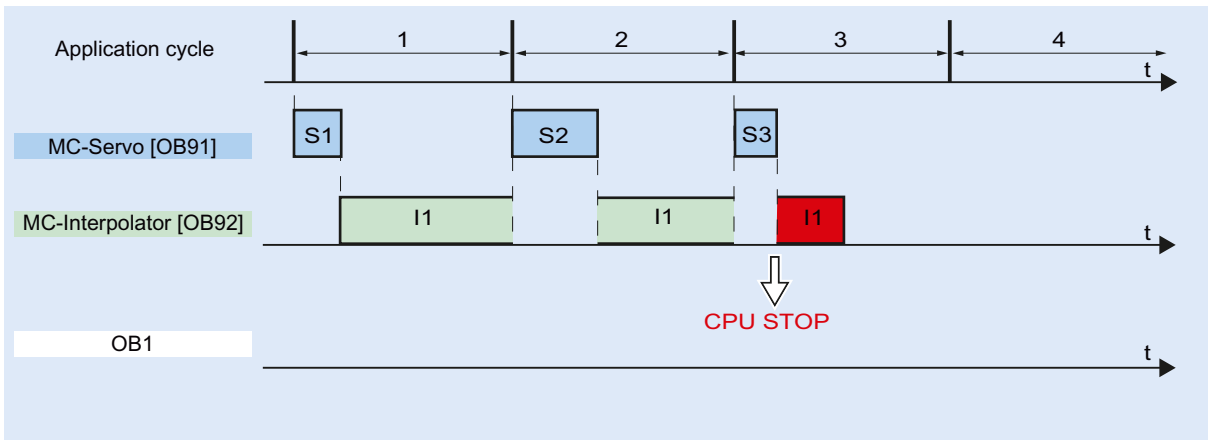 Application cycle 1 2 3 4
t
MC-Servo [OB91] S1 S2 S3
MC-Interpolator [OB92] I1 I1 I1
t
CPU STOP
OB1
t